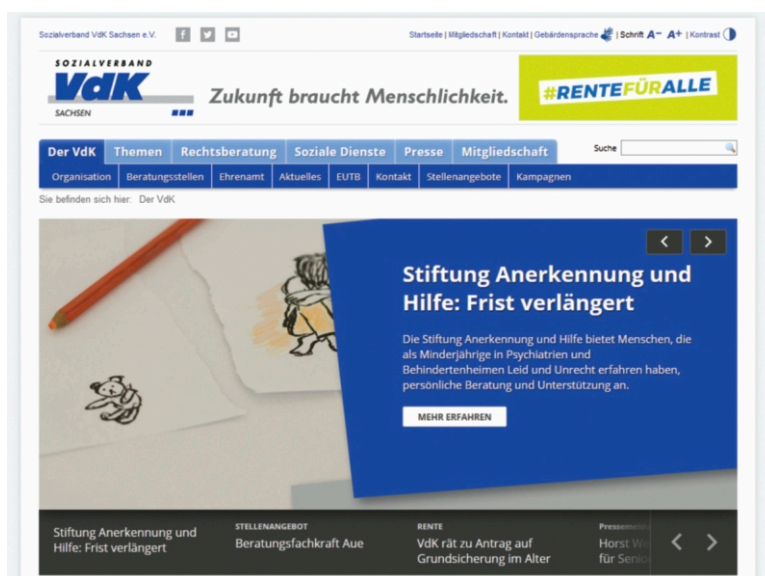 Sozialverband VdK Sachsen e.V.
Startseite | Mitgliedschaft | Kontakt | Gebärdensprache | Schrift A- A+ | Kontrast
SOZIALVERBAND
VdK
SACHSEN
Zukunft braucht Menschlichkeit.
#RENTEFÜRALLE
Der VdK Themen Rechtsberatung Soziale Dienste Presse Mitgliedschaft Suche
Organisation Beratungsstellen Ehrenamt Aktuelles EUTB Kontakt Stellenangebote Kampagnen
Sie befinden sich hier: Der VdK
Stiftung Anerkennung und
Hilfe: Frist verlängert
Die Stiftung Anerkennung und Hilfe bietet Menschen, die
als Minderjährige in Psychiatrien und
Behindertenheimen Leid und Unrecht erfahren haben,
persönliche Beratung und Unterstützung an.
MEHR ERFAHREN
Stiftung Anerkennung und
Hilfe: Frist verlängert
STELLENANGEBOT
Beratungsfachkraft Aue
RENTE
VdK rät zu Antrag auf
Grundsicherung im Alter
Horst
für